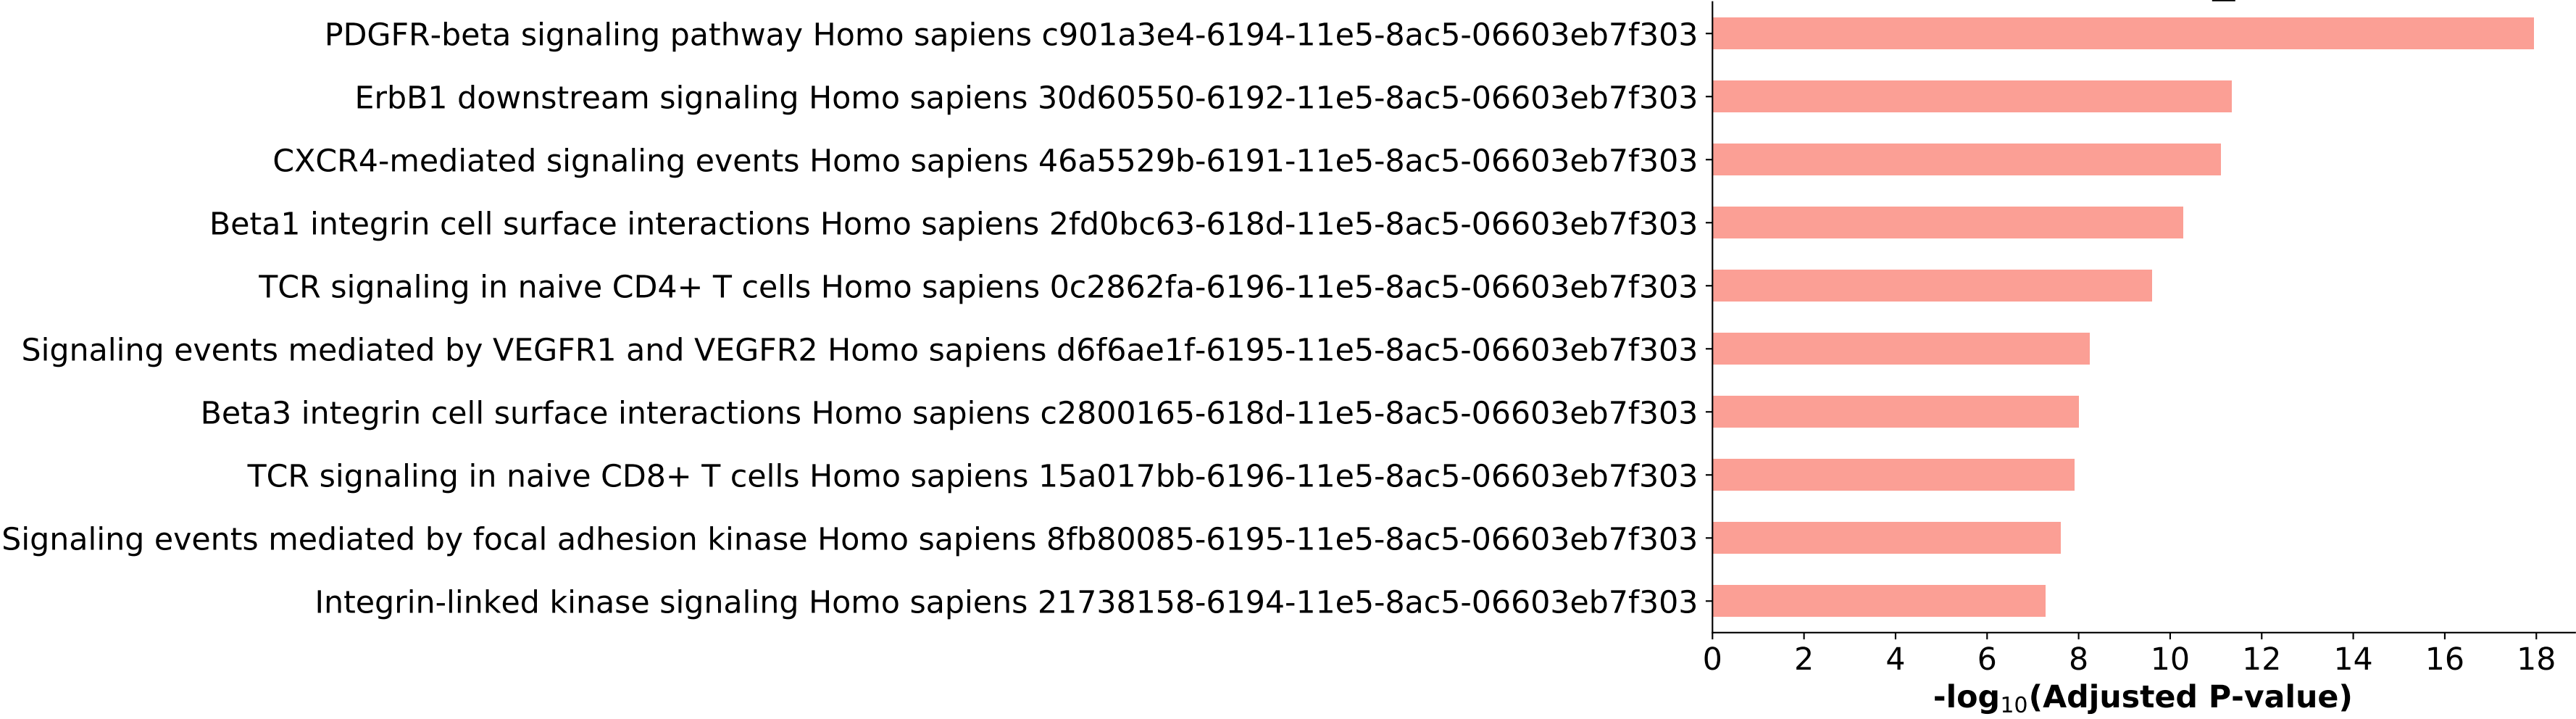 PDGFR-beta signaling pathway Homo sapiens c901a3e4-6194-11e5-8ac5-06603eb7f303
ErbB1 downstream signaling Homo sapiens 30d60550-6192-11e5-8ac5-06603eb7f303
CXCR4-mediated signaling events Homo sapiens 46a5529b-6191-11e5-8ac5-06603eb7f303
Beta1 integrin cell surface interactions Homo sapiens 2fd0bc63-618d-11e5-8ac5-06603eb7f303
TCR signaling in naive CD4+ T cells Homo sapiens 0c2862fa-6196-11e5-8ac5-06603eb7f303
Signaling events mediated by VEGFR1 and VEGFR2 Homo sapiens d6f6ae1f-6195-11e5-8ac5-06603eb7f303
Beta3 integrin cell surface interactions Homo sapiens c2800165-618d-11e5-8ac5-06603eb7f303
TCR signaling in naive CD8+ T cells Homo sapiens 15a017bb-6196-11e5-8ac5-06603eb7f303
Signaling events mediated by focal adhesion kinase Homo sapiens 8fb80085-6195-11e5-8ac5-06603eb7f303
Integrin-linked kinase signaling Homo sapiens 21738158-6194-11e5-8ac5-06603eb7f303
0 2 4 6 8 10 12 14 16 18
-log₁₀(Adjusted P-value)